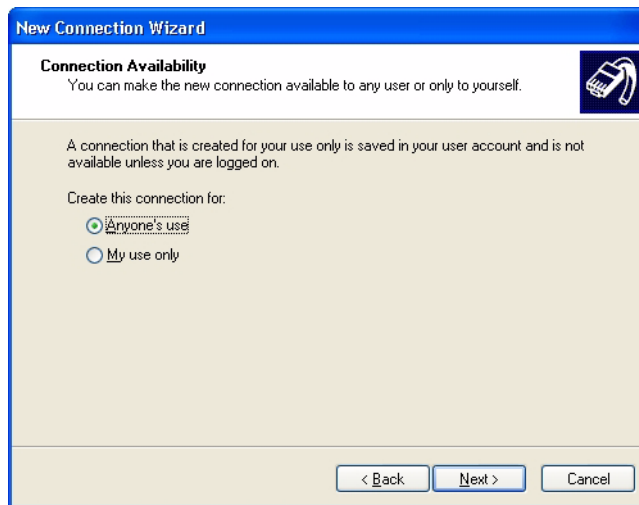 New Connection Wizard
Connection Availability
You can make the new connection available to any user or only to yourself.
A connection that is created for your use only is saved in your user account and is not
available unless you are logged on.
Create this connection for:
Anyone's use
My use only
< Back
Next >
Cancel